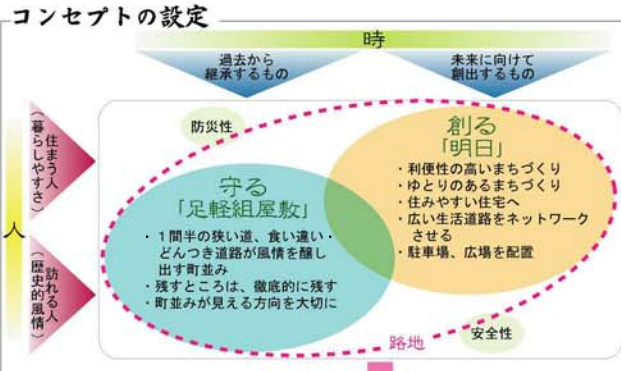 コンセプトの設定
時
過去から
継承するもの
未来に向けて
創出するもの
人
住まう人
（暮らしやすさ）
訪れる人
（歴史的風情）
防災性
守る
「足軽組屋敷」
・1間半の狭い道、食い違い・
どんつき道路が風情を醸し
出す町並み
・残すところは、徹底的に残す
・町並みが見える方向を大切に
創る
「明日」
・利便性の高いまちづくり
・ゆとりのあるまちづくり
・住みやすい住宅へ
・広い生活道路をネットワーク
させる
・駐車場、広場を配置
路地
安全性